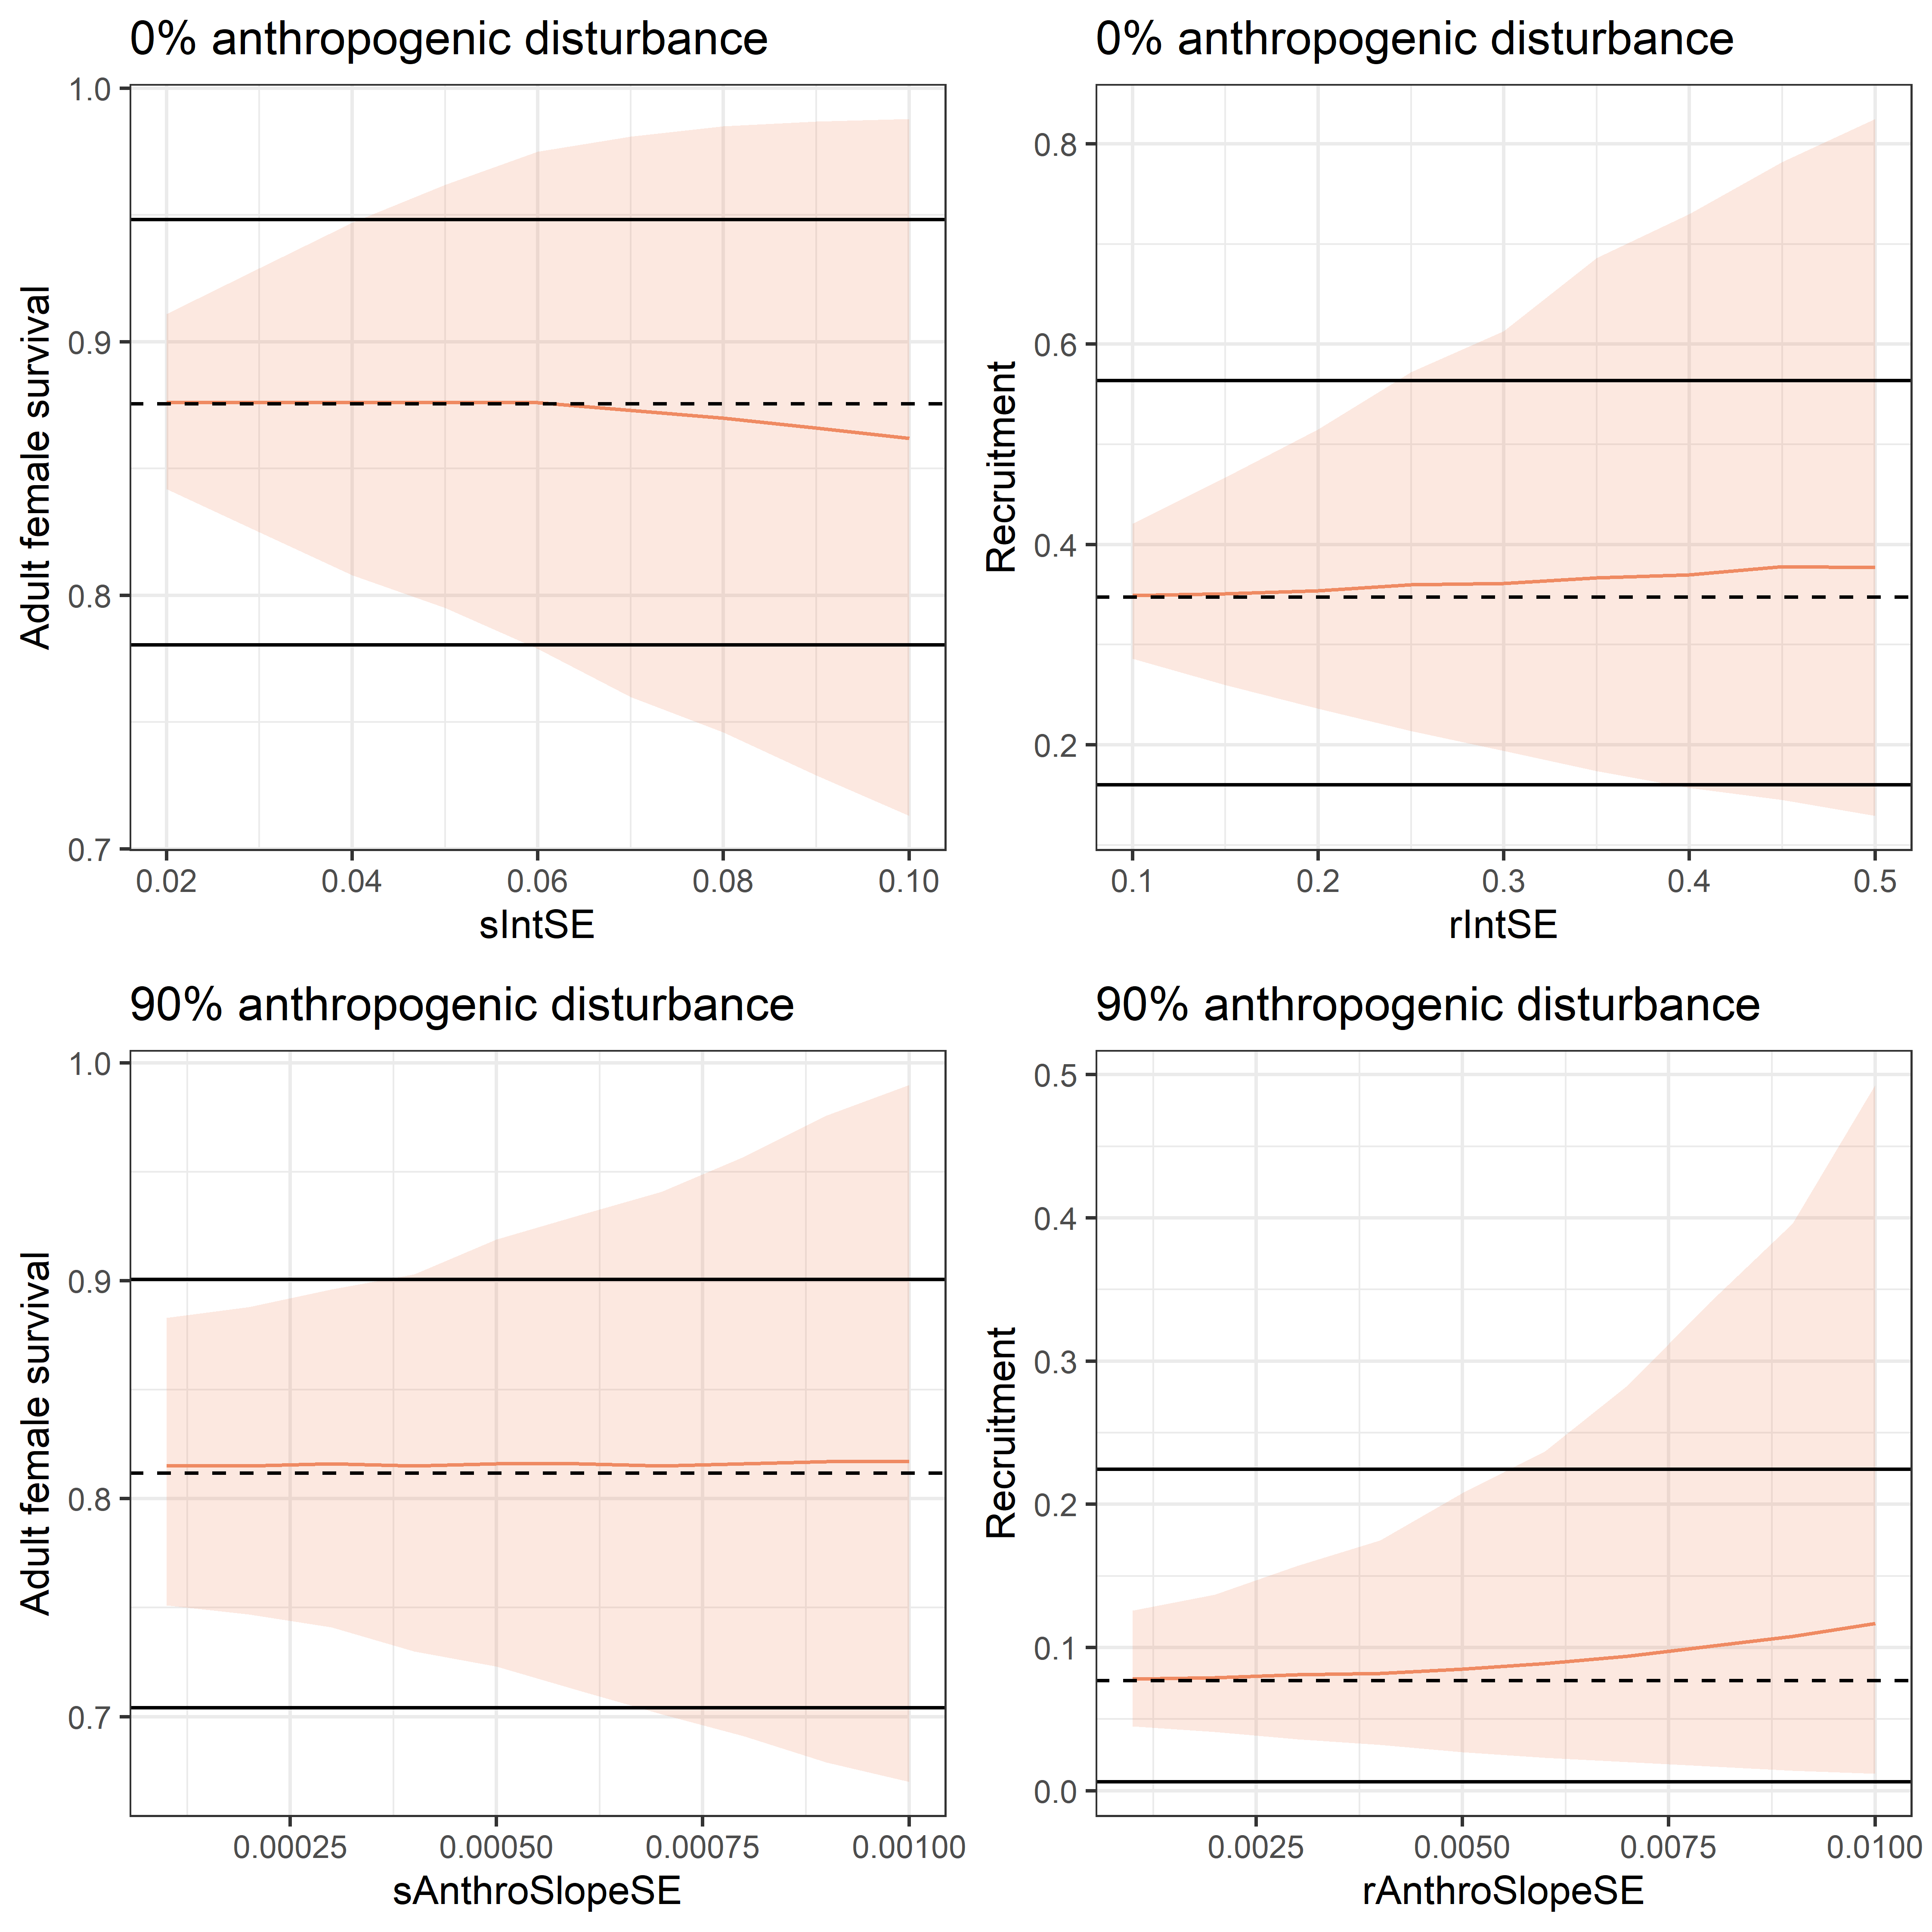 0% anthropogenic disturbance
1.0
0.9
0.8
0.7
Adult female survival
0.02 0.04 0.06 0.08 0.10
sIntSE
0% anthropogenic disturbance
0.8
0.6
0.4
0.2
Recruitment
0.1 0.2 0.3 0.4 0.5
rIntSE
90% anthropogenic disturbance
1.0
0.9
0.8
0.7
Adult female survival
0.00025 0.00050 0.00075 0.00100
sAnthroSlopeSE
90% anthropogenic disturbance
0.5
0.4
0.3
0.2
0.1
0.0
Recruitment
0.0025 0.0050 0.0075 0.0100
rAnthroSlopeSE